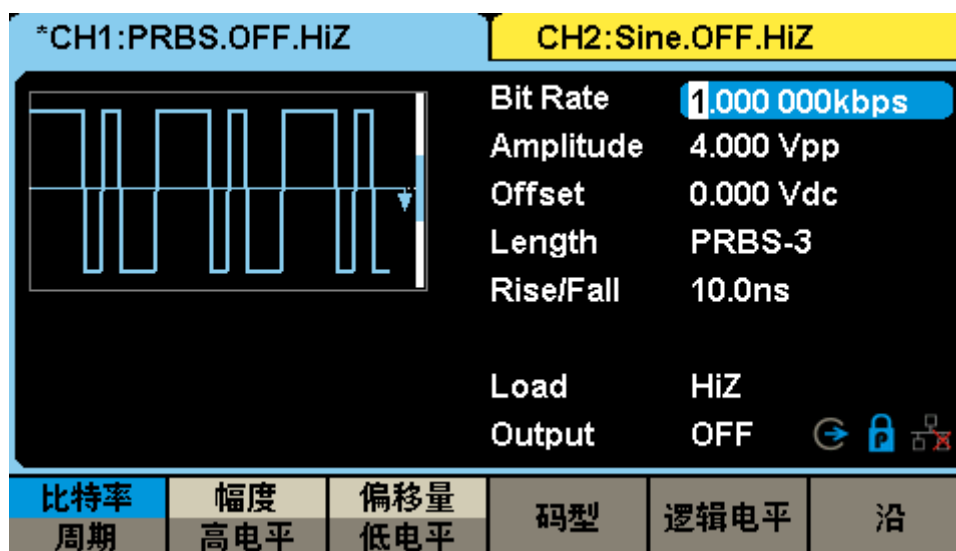 *CH1:PRBS.OFF.HiZ
CH2:Sine.OFF.HiZ
Bit Rate 1.000 000kbps
Amplitude 4.000 Vpp
Offset 0.000 Vdc
Length PRBS-3
Rise/Fall 10.0ns
Load HiZ
Output OFF
比特率 幅度 偏移量 码型 逻辑电平 沿
周期 高电平 低电平